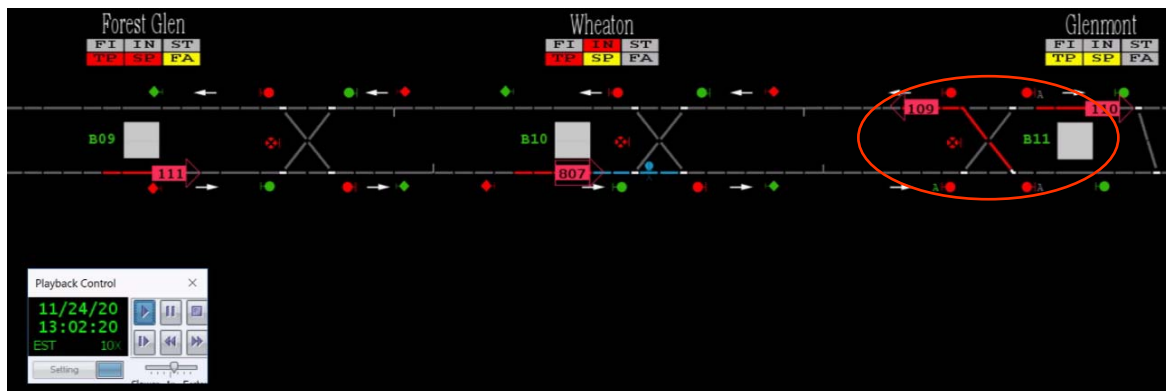 Forest Glen
FI IN ST
TP SP FA
Wheaton
FI IN ST
TP SP FA
Glenmont
FI IN ST
TP SP FA
A
109
110
B09
B10
B11
111
807
A
A
Playback Control
11/24/20
13:02:20
EST 10X
Setting